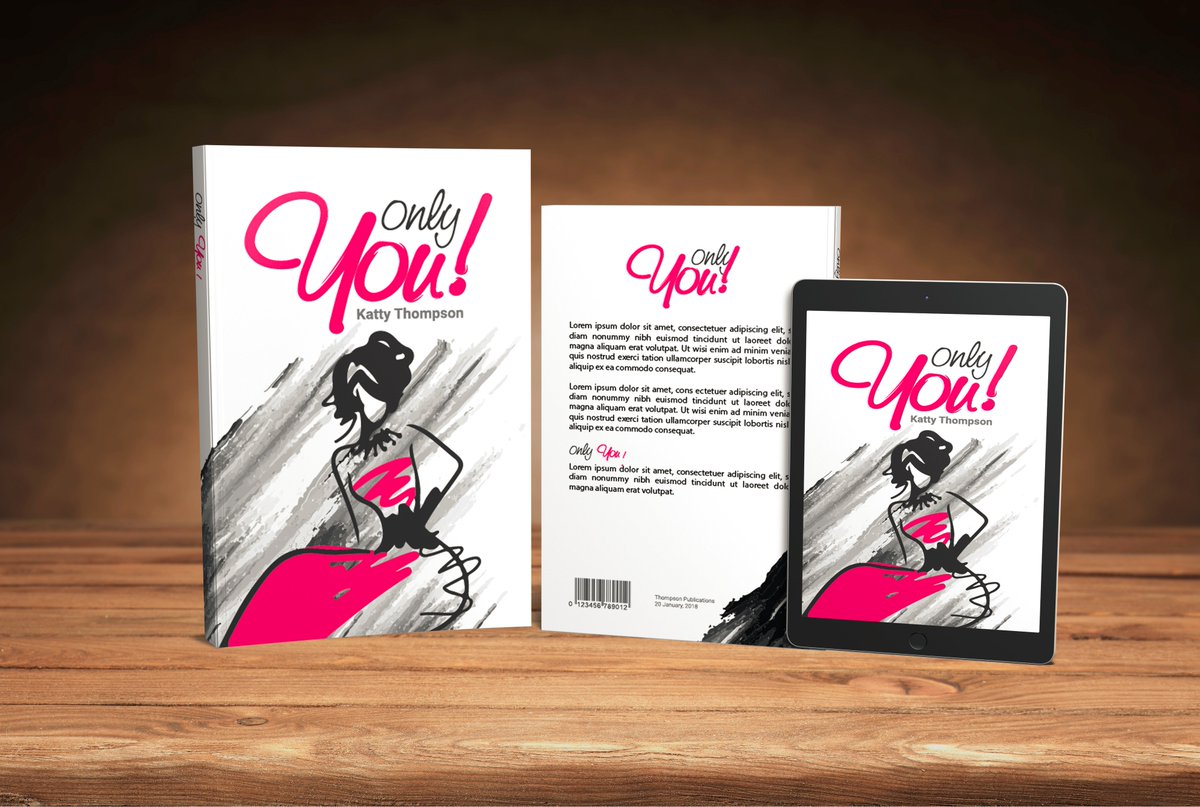 Only
You!
Katty Thompson
Only You!
Only
You!
Lorem ipsum dolor sit amet, consectetuer adipiscing elit,
diam nonummy nibh euismod tincidunt ut laoreet
magna aliquam erat volutpat. Ut wisi enim ad minim
quis nostrud exerci tation ullamcorper suscipit lobortis
aliquip ex ea commodo consequat.
Lorem ipsum dolor sit amet, cons ectetuer adipiscing elit,
diam nonummy nibh euismod tincidunt ut laoreet
magna aliquam erat volutpat. Ut wisi enim ad minim
quis nostrud exerci tation ullamcorper suscipit lobortis
aliquip ex ea commodo consequat.
Only You!
Lorem ipsum dolor sit amet, consectetuer adipiscing elit,
diam nonummy nibh euismod tincidunt ut laoreet
magna aliquam erat volutpat.
0 123456 789012
Thompson Publications
20 January, 2018
Only
Only
You!
Katty Thompson